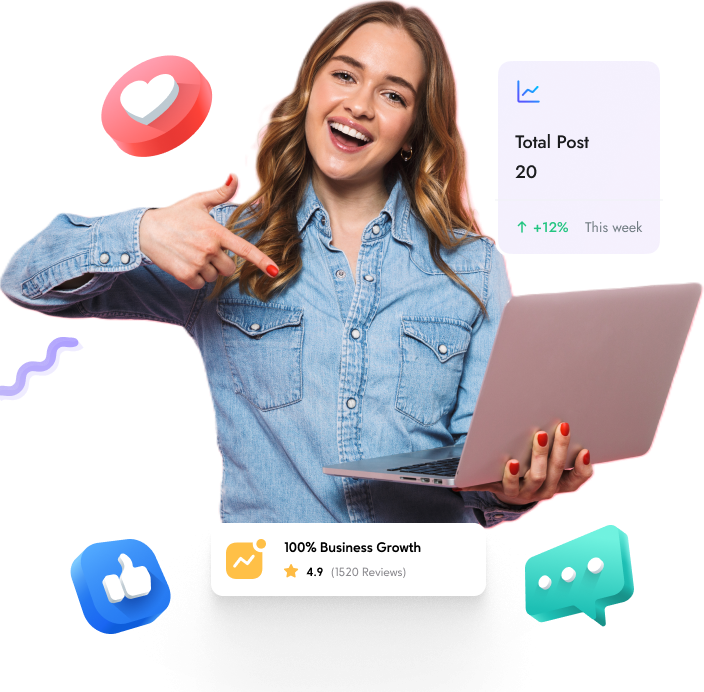 Total Post
20
↑ +12% This week
100% Business Growth
4.9 (1520 Reviews)